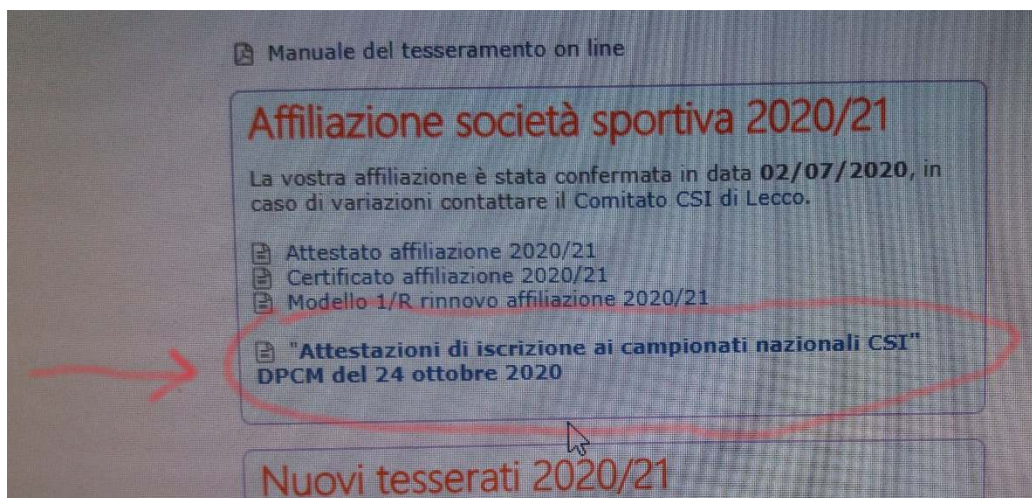 Manuale del tesseramento on line
Affiliazione società sportiva 2020/21
La vostra affiliazione è stata confermata in data 02/07/2020, in
caso di variazioni contattare il Comitato CSI di Lecco.
Attestato affiliazione 2020/21
Certificato affiliazione 2020/21
Modello 1/R rinnovo affiliazione 2020/21
"Attestazioni di iscrizione ai campionati nazionali CSI"
DPCM del 24 ottobre 2020
Nuovi tesserati 2020/21